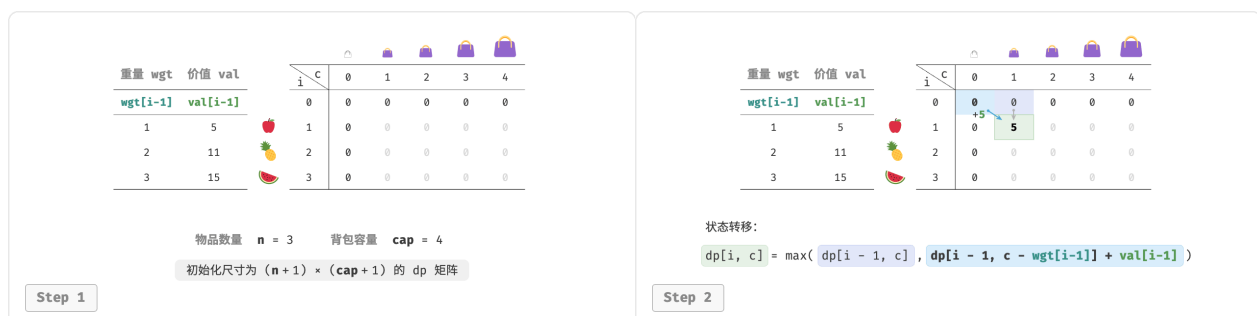 重量 wgt 价值 val i c 0 1 2 3 4
wgt[i-1] val[i-1] 0 0 0 0 0 0
1 5 1 0 0 0 0 0
2 11 2 0 0 0 0 0
3 15 3 0 0 0 0 0
物品数量 n = 3 背包容量 cap = 4
初始化尺寸为 (n + 1) × (cap + 1) 的 dp 矩阵
Step 1
重量 wgt 价值 val i c 0 1 2 3 4
wgt[i-1] val[i-1] 0 0 0 0 0 0
+5
1 5 1 0 5 0 0 0
2 11 2 0 0 0 0 0
3 15 3 0 0 0 0 0
状态转移：
dp[i, c] = max( dp[i - 1, c] , dp[i - 1, c - wgt[i-1]] + val[i-1] )
Step 2